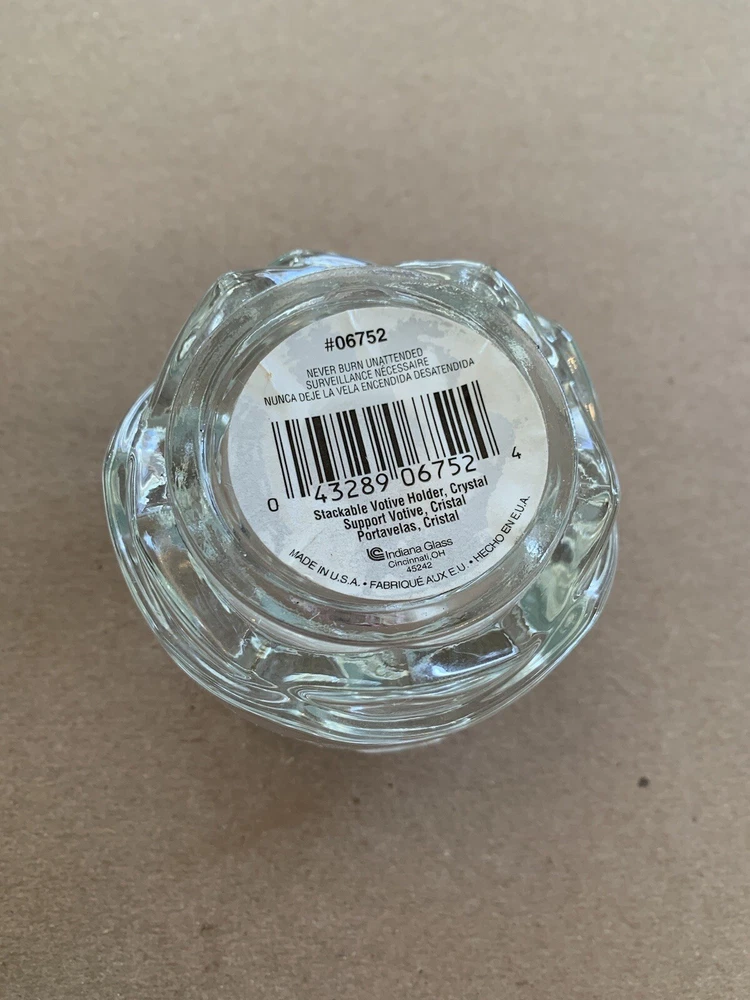 #06752
NEVER BURN UNATTENDED
SURVEILLANCE NÉCESSAIRE
NUNCA DEJE LA VELA ENCENDIDA DESATENDIDA
0 43289 06752 4
Stackable Votive Holder, Crystal
Support Votive, Cristal
Portavelas, Cristal
Indiana Glass
Cincinnati, OH
45242
MADE IN U.S.A. • FABRIQUÉ AUX E.U. • HECHO EN E.U.A.